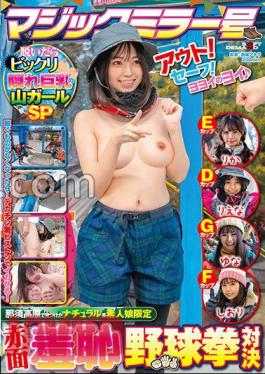 マジックミラー号
脱いだら
ビックリ
隠れ巨乳
山ガール
SP
アウト!
セーフ!
ヨヨイのヨイ♪
Eカップ
りか
Dカップ
りえな
Gカップ
ゆな
Fカップ
しおり
那須高原で見つけたナチュラル素人娘限定
赤面羞恥野球拳対決